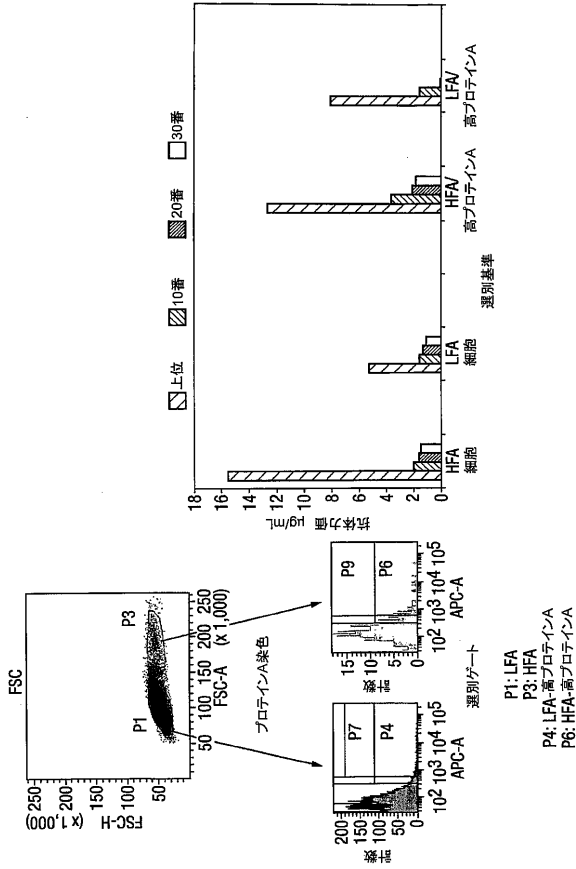 FSC
250
200
150
100
50
0
FSC-H
(x 1,000)
P1
P3
50 100 150 200 250
FSC-A (x 1,000)
プロテインA染色
200
150
100
50
0
計数
P7
P4
10² 10³ 10⁴ 10⁵
APC-A
15
10
5
0
計数
P9
P6
10² 10³ 10⁴ 10⁵
APC-A
選別ゲート
P1: LFA
P3: HFA
P4: LFA-高プロテインA
P6: HFA-高プロテインA
上位 10番 20番 30番
18
16
14
12
10
8
6
4
2
0
抗体力価 µg/mL
HFA
細胞
LFA
細胞
HFA/
高プロテインA
LFA/
高プロテインA
選別基準